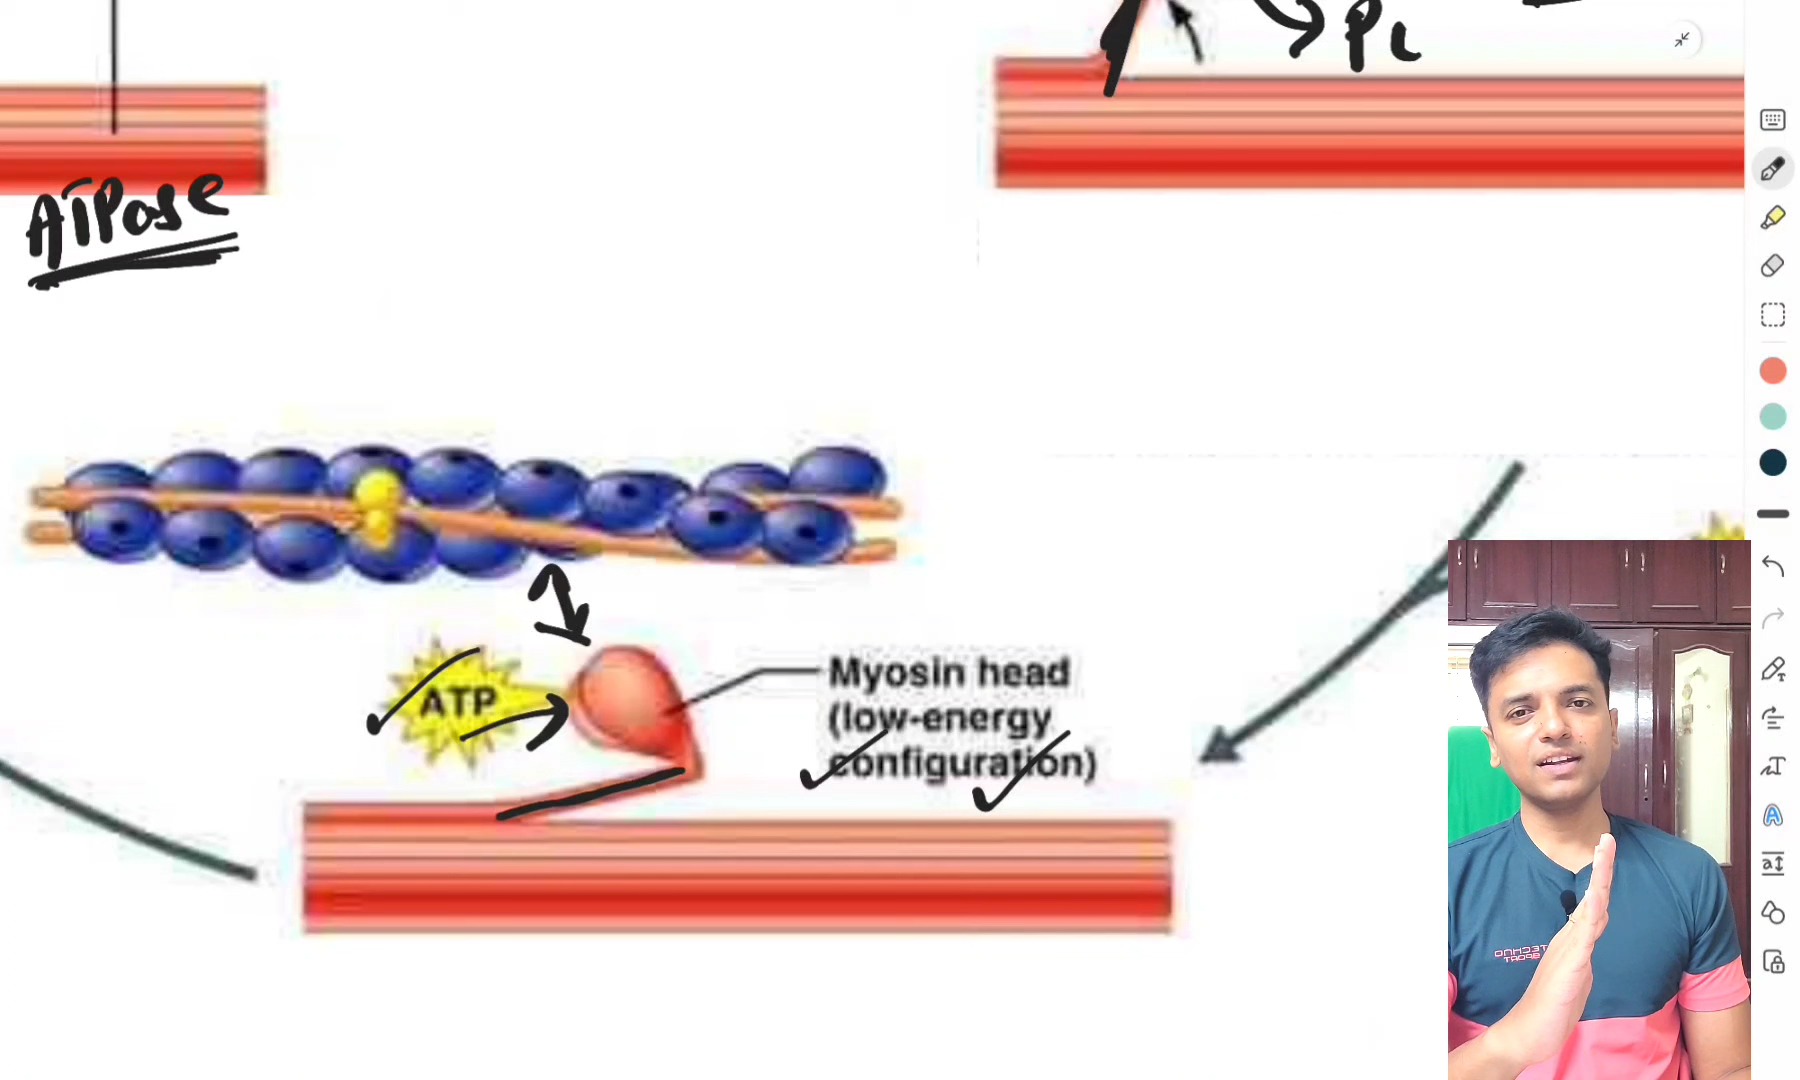 Pi
ATPase
ATP
Myosin head
(low-energy
configuration)